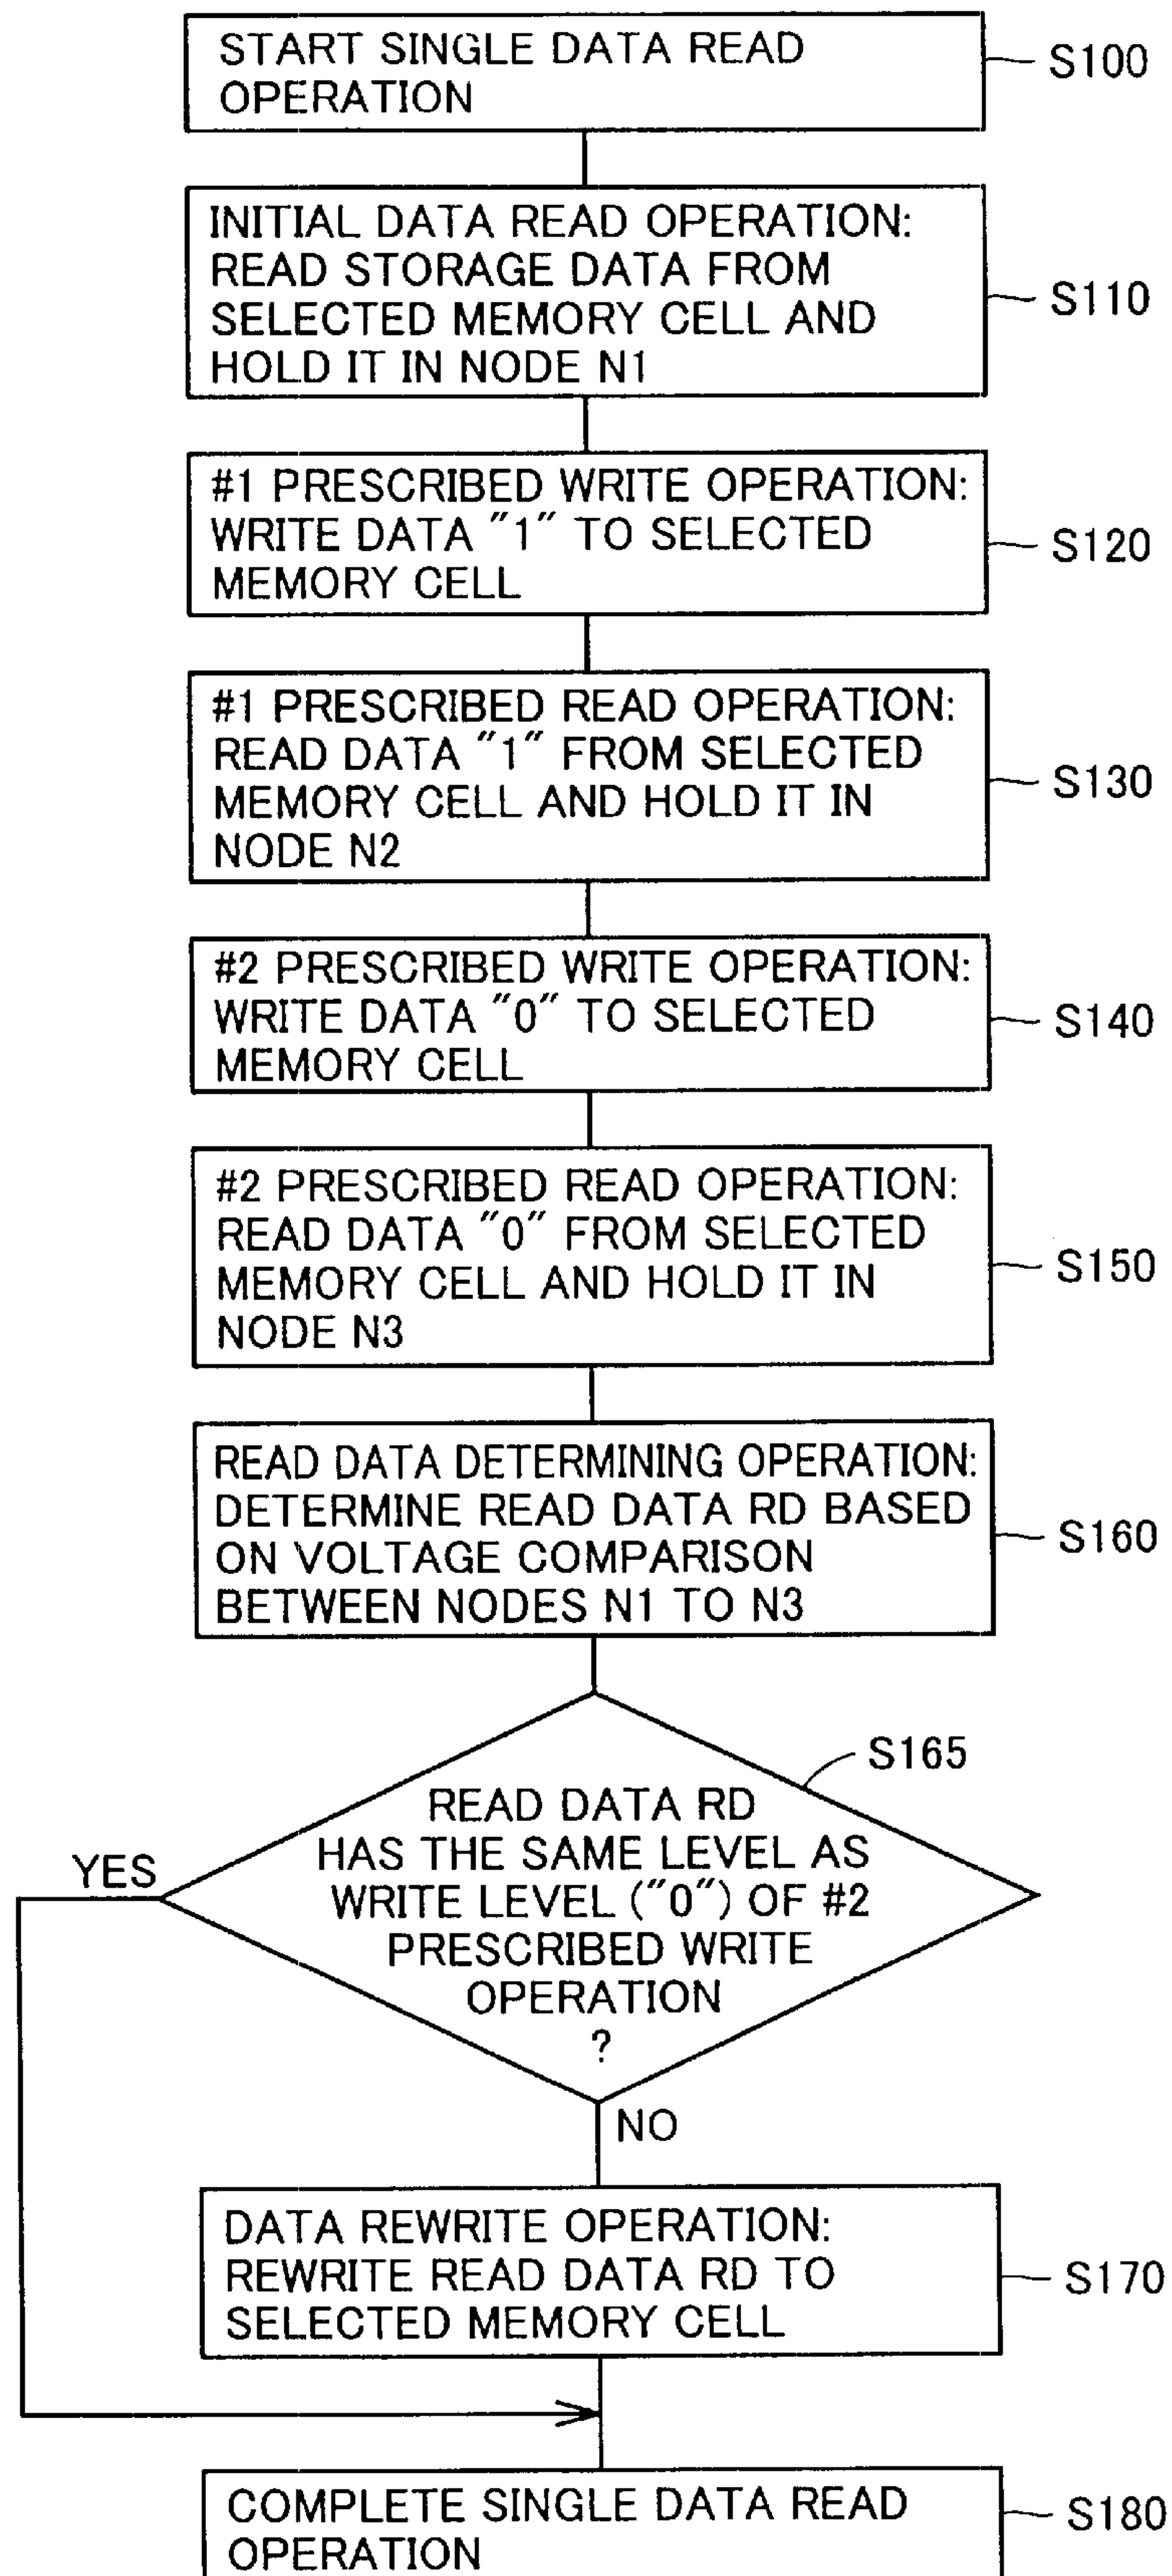 START SINGLE DATA READ
OPERATION
S100
INITIAL DATA READ OPERATION:
READ STORAGE DATA FROM
SELECTED MEMORY CELL AND
HOLD IT IN NODE N1
S110
#1 PRESCRIBED WRITE OPERATION:
WRITE DATA "1" TO SELECTED
MEMORY CELL
S120
#1 PRESCRIBED READ OPERATION:
READ DATA "1" FROM SELECTED
MEMORY CELL AND HOLD IT IN
NODE N2
S130
#2 PRESCRIBED WRITE OPERATION:
WRITE DATA "0" TO SELECTED
MEMORY CELL
S140
#2 PRESCRIBED READ OPERATION:
READ DATA "0" FROM SELECTED
MEMORY CELL AND HOLD IT IN
NODE N3
S150
READ DATA DETERMINING OPERATION:
DETERMINE READ DATA RD BASED
ON VOLTAGE COMPARISON
BETWEEN NODES N1 TO N3
S160
S165
READ DATA RD
HAS THE SAME LEVEL AS
WRITE LEVEL ("0") OF #2
PRESCRIBED WRITE
OPERATION
?
YES
NO
DATA REWRITE OPERATION:
REWRITE READ DATA RD TO
SELECTED MEMORY CELL
S170
COMPLETE SINGLE DATA READ
OPERATION
S180